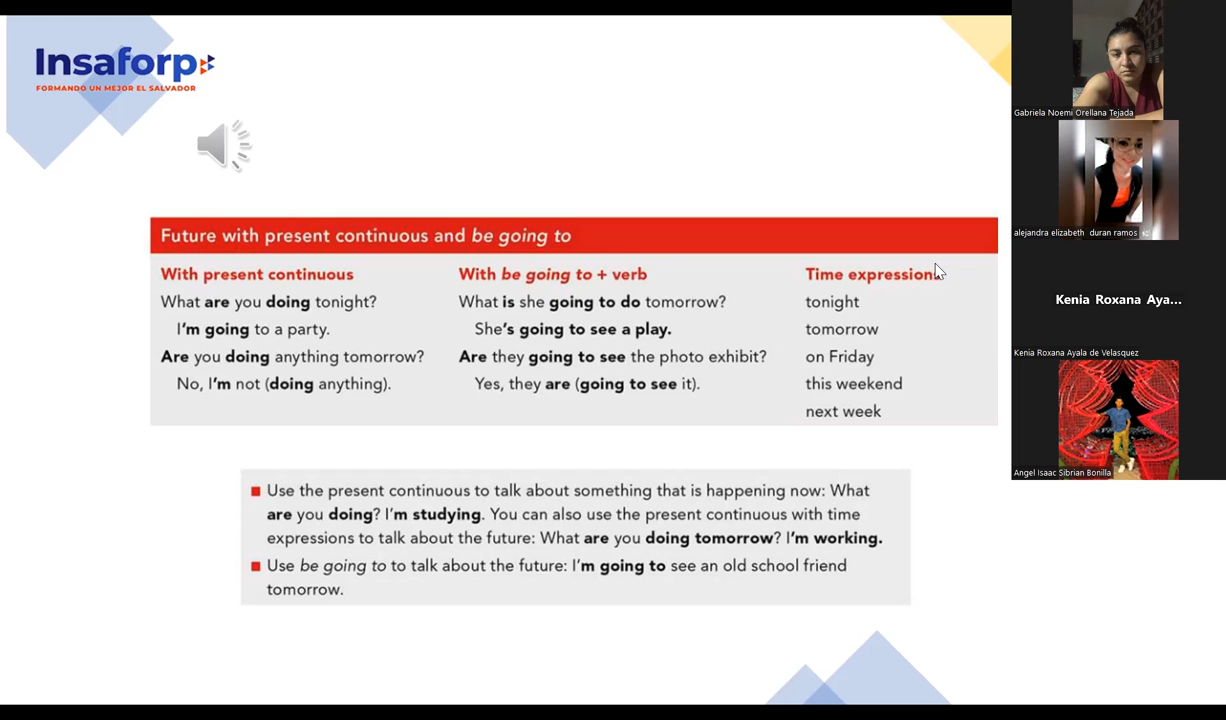 Insaforp
FORMANDO UN MEJOR EL SALVADOR
Future with present continuous and be going to
With present continuous
What are you doing tonight?
I'm going to a party.
Are you doing anything tomorrow?
No, I'm not (doing anything).
With be going to + verb
What is she going to do tomorrow?
She's going to see a play.
Are they going to see the photo exhibit?
Yes, they are (going to see it).
Time expressions
tonight
tomorrow
on Friday
this weekend
next week
Use the present continuous to talk about something that is happening now: What
are you doing? I'm studying. You can also use the present continuous with time
expressions to talk about the future: What are you doing tomorrow? I'm working.
Use be going to to talk about the future: I'm going to see an old school friend
tomorrow.
Gabriela Noemi Orellana Tejada
alejandra elizabeth duran ramos
Kenia Roxana Aya...
Kenia Roxana Ayala de Velasquez
Angel Isaac Sibrian Bonilla